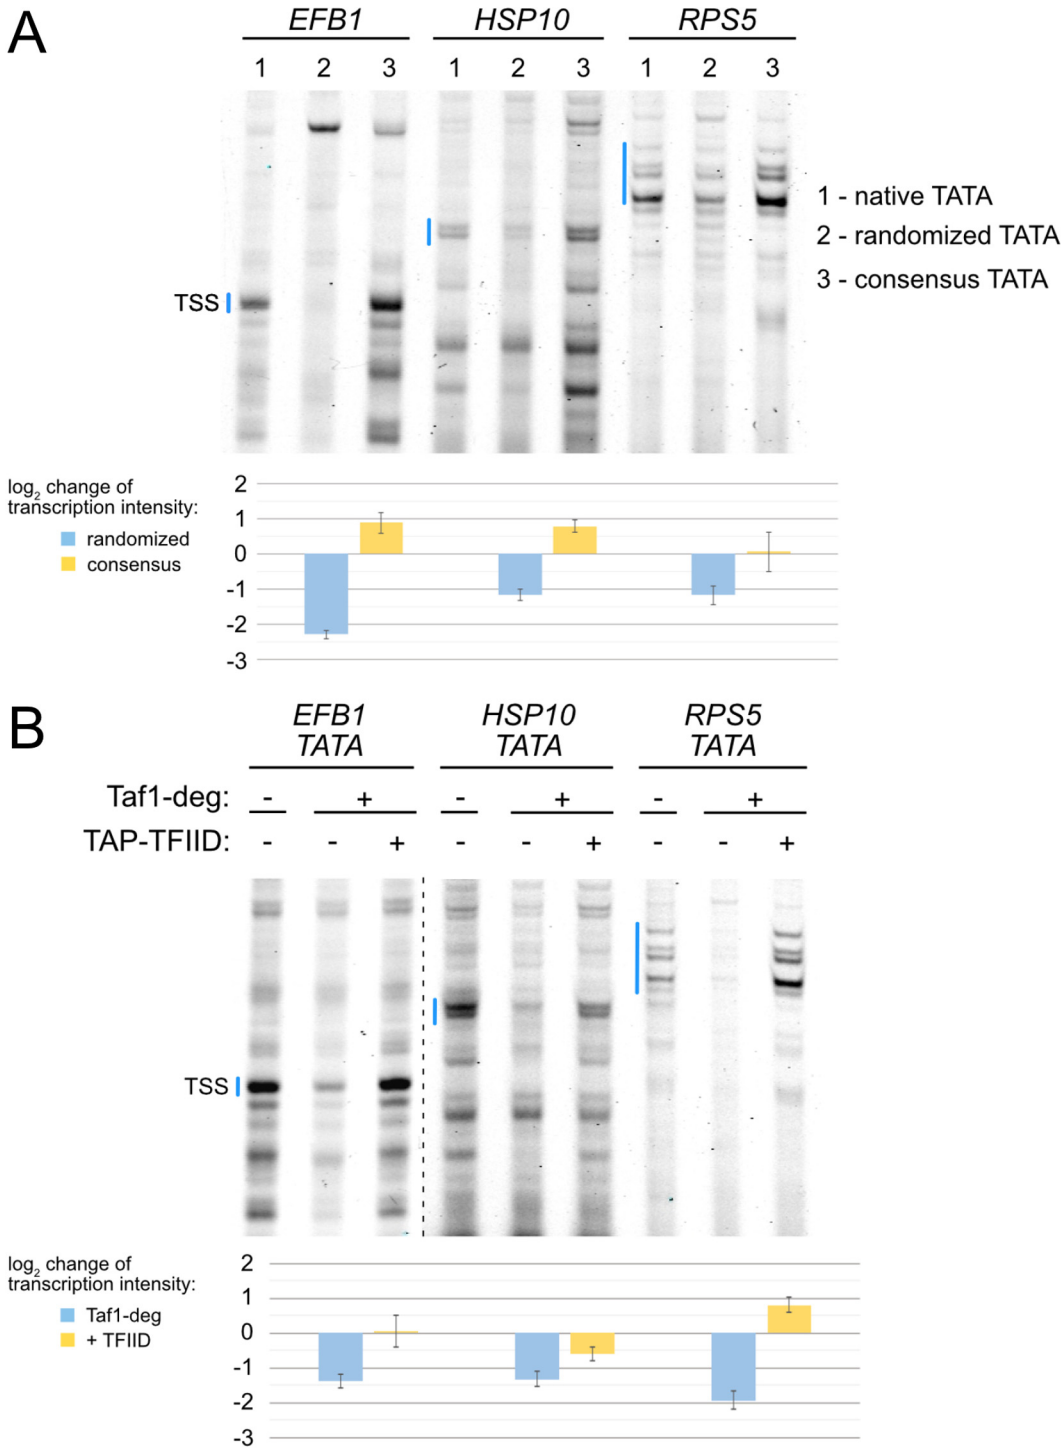 A
EFB1 HSP10 RPS5
1 2 3 1 2 3 1 2 3
1 - native TATA
2 - randomized TATA
3 - consensus TATA
TSS
log2 change of
transcription intensity:
randomized
consensus
2
1
0
-1
-2
-3
B
EFB1 HSP10 RPS5
TATA TATA TATA
Taf1-deg: - + - + - +
TAP-TFIID: - - + - - + - - +
TSS
log2 change of
transcription intensity:
Taf1-deg
+ TFIID
2
1
0
-1
-2
-3